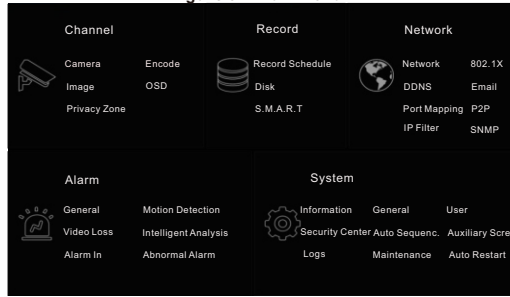 Channel
Camera Encode
Image OSD
Privacy Zone
Record
Record Schedule
Disk
S.M.A.R.T
Network
Network 802.1X
DDNS Email
Port Mapping P2P
IP Filter SNMP
Alarm
General Motion Detection
Video Loss Intelligent Analysis
Alarm In Abnormal Alarm
System
Information General User
Security Center Auto Sequenc. Auxiliary Scre
Logs Maintenance Auto Restart